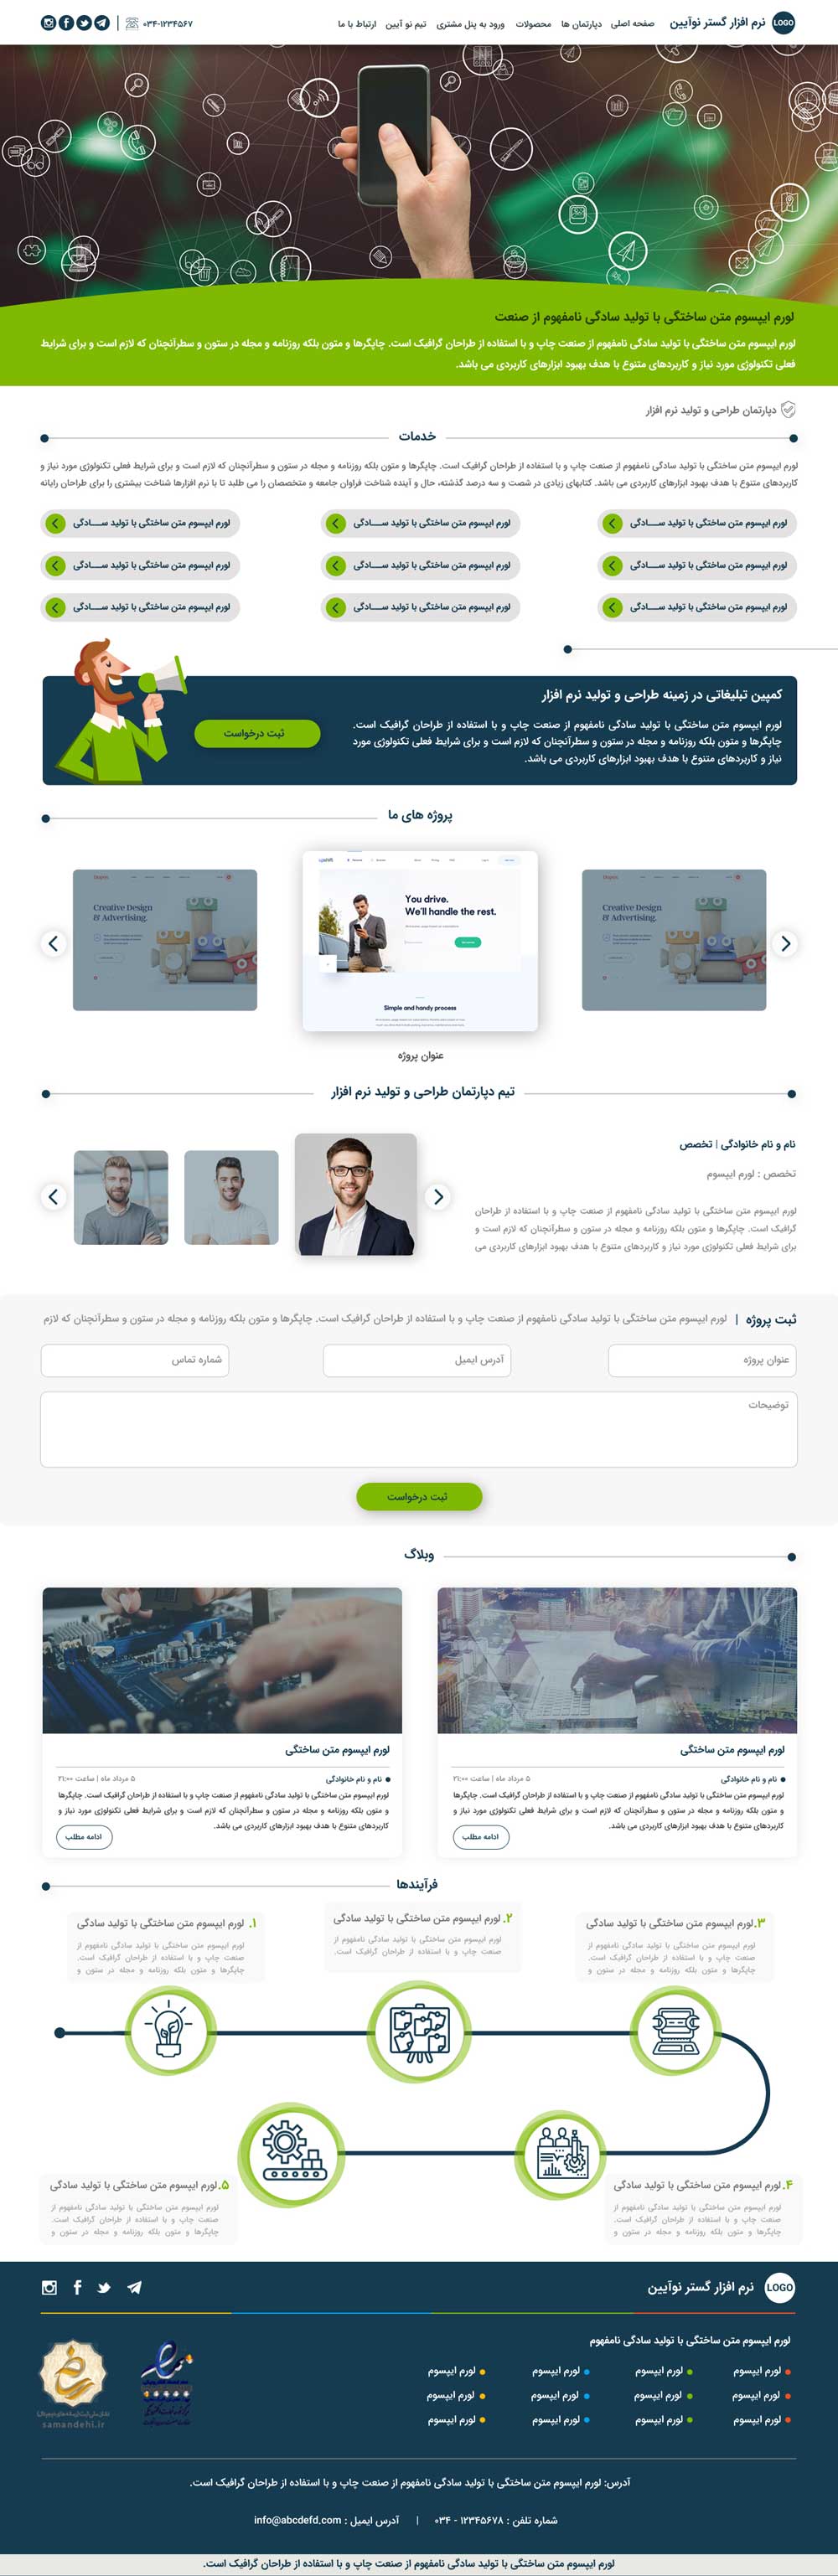 LOGO نرم افزار گستر نوآیین
صفحه اصلی دپارتمان ها محصولات ورود به پنل مشتری تیم نو آیین ارتباط با ما
۰۳۴-۱۲۳۴۵۶۷
لورم ایپسوم متن ساختگی با تولید سادگی نامفهوم از صنعت
لورم ایپسوم متن ساختگی با تولید سادگی نامفهوم از صنعت چاپ و با استفاده از طراحان گرافیک است. چاپگرها و متون بلکه روزنامه و مجله در ستون و سطرآنچنان که لازم است و برای شرایط
فعلی تکنولوژی مورد نیاز و کاربردهای متنوع با هدف بهبود ابزارهای کاربردی می باشد.
دپارتمان طراحی و تولید نرم افزار
خدمات
لورم ایپسوم متن ساختگی با تولید سادگی نامفهوم از صنعت چاپ و با استفاده از طراحان گرافیک است. چاپگرها و متون بلکه روزنامه و مجله در ستون و سطرآنچنان که لازم است و برای شرایط فعلی تکنولوژی مورد نیاز و
کاربردهای متنوع با هدف بهبود ابزارهای کاربردی می باشد. کتابهای زیادی در شصت و سه درصد گذشته، حال و آینده شناخت فراوان جامعه و متخصصان را می طلبد تا با نرم افزارها شناخت بیشتری را برای طراحان رایانه
لورم ایپسوم متن ساختگی با تولید ســـادگی
لورم ایپسوم متن ساختگی با تولید ســـادگی
لورم ایپسوم متن ساختگی با تولید ســـادگی
لورم ایپسوم متن ساختگی با تولید ســـادگی
لورم ایپسوم متن ساختگی با تولید ســـادگی
لورم ایپسوم متن ساختگی با تولید ســـادگی
لورم ایپسوم متن ساختگی با تولید ســـادگی
لورم ایپسوم متن ساختگی با تولید ســـادگی
لورم ایپسوم متن ساختگی با تولید ســـادگی
کمپین تبلیغاتی در زمینه طراحی و تولید نرم افزار
لورم ایپسوم متن ساختگی با تولید سادگی نامفهوم از صنعت چاپ و با استفاده از طراحان گرافیک است.
چاپگرها و متون بلکه روزنامه و مجله در ستون و سطرآنچنان که لازم است و برای شرایط فعلی تکنولوژی مورد
نیاز و کاربردهای متنوع با هدف بهبود ابزارهای کاربردی می باشد.
ثبت درخواست
پروژه های ما
Creative Design
& Advertising
You drive.
We'll handle the rest.
Simple and handy process
Creative Design
& Advertising
عنوان پروژه
تیم دپارتمان طراحی و تولید نرم افزار
نام و نام خانوادگی | تخصص
تخصص : لورم ایپسوم
لورم ایپسوم متن ساختگی با تولید سادگی نامفهوم از صنعت چاپ و با استفاده از طراحان
گرافیک است. چاپگرها و متون بلکه روزنامه و مجله در ستون و سطرآنچنان که لازم است و
برای شرایط فعلی تکنولوژی مورد نیاز و کاربردهای متنوع با هدف بهبود ابزارهای کاربردی می
ثبت پروژه | لورم ایپسوم متن ساختگی با تولید سادگی نامفهوم از صنعت چاپ و با استفاده از طراحان گرافیک است. چاپگرها و متون بلکه روزنامه و مجله در ستون و سطرآنچنان که لازم
عنوان پروژه
آدرس ایمیل
شماره تماس
توضیحات
ثبت درخواست
وبلاگ
لورم ایپسوم متن ساختگی
نام و نام خانوادگی
۵ مرداد ماه | ساعت ۲۱:۰۰
لورم ایپسوم متن ساختگی با تولید سادگی نامفهوم از صنعت چاپ و با استفاده از طراحان گرافیک است. چاپگرها
و متون بلکه روزنامه و مجله در ستون و سطرآنچنان که لازم است و برای شرایط فعلی تکنولوژی مورد نیاز و
کاربردهای متنوع با هدف بهبود ابزارهای کاربردی می باشد.
ادامه مطلب
لورم ایپسوم متن ساختگی
نام و نام خانوادگی
۵ مرداد ماه | ساعت ۲۱:۰۰
لورم ایپسوم متن ساختگی با تولید سادگی نامفهوم از صنعت چاپ و با استفاده از طراحان گرافیک است. چاپگرها
و متون بلکه روزنامه و مجله در ستون و سطرآنچنان که لازم است و برای شرایط فعلی تکنولوژی مورد نیاز و
کاربردهای متنوع با هدف بهبود ابزارهای کاربردی می باشد.
ادامه مطلب
فرآیندها
۱. لورم ایپسوم متن ساختگی با تولید سادگی
لورم ایپسوم متن ساختگی با تولید سادگی نامفهوم از
صنعت چاپ و با استفاده از طراحان گرافیک است.
چاپگرها و متون بلکه روزنامه و مجله در ستون و
۲. لورم ایپسوم متن ساختگی با تولید سادگی
لورم ایپسوم متن ساختگی با تولید سادگی نامفهوم از
صنعت چاپ و با استفاده از طراحان گرافیک است.
۳. لورم ایپسوم متن ساختگی با تولید سادگی
لورم ایپسوم متن ساختگی با تولید سادگی نامفهوم از
صنعت چاپ و با استفاده از طراحان گرافیک است.
چاپگرها و متون بلکه روزنامه و مجله در ستون و
۴. لورم ایپسوم متن ساختگی با تولید سادگی
لورم ایپسوم متن ساختگی با تولید سادگی نامفهوم از
صنعت چاپ و با استفاده از طراحان گرافیک است.
چاپگرها و متون بلکه روزنامه و مجله در ستون و
۵. لورم ایپسوم متن ساختگی با تولید سادگی
لورم ایپسوم متن ساختگی با تولید سادگی نامفهوم از
صنعت چاپ و با استفاده از طراحان گرافیک است.
چاپگرها و متون بلکه روزنامه و مجله در ستون و
LOGO نرم افزار گستر نوآیین
لورم ایپسوم متن ساختگی با تولید سادگی نامفهوم
لورم ایپسوم لورم ایپسوم لورم ایپسوم لورم ایپسوم
لورم ایپسوم لورم ایپسوم لورم ایپسوم لورم ایپسوم
لورم ایپسوم لورم ایپسوم لورم ایپسوم لورم ایپسوم
samandehi.ir
آدرس: لورم ایپسوم متن ساختگی با تولید سادگی نامفهوم از صنعت چاپ و با استفاده از طراحان گرافیک است.
شماره تلفن : ۱۲۳۴۵۶۷۸ - ۰۳۴ | آدرس ایمیل : info@abcdefd.com
لورم ایپسوم متن ساختگی با تولید سادگی نامفهوم از صنعت چاپ و با استفاده از طراحان گرافیک است.